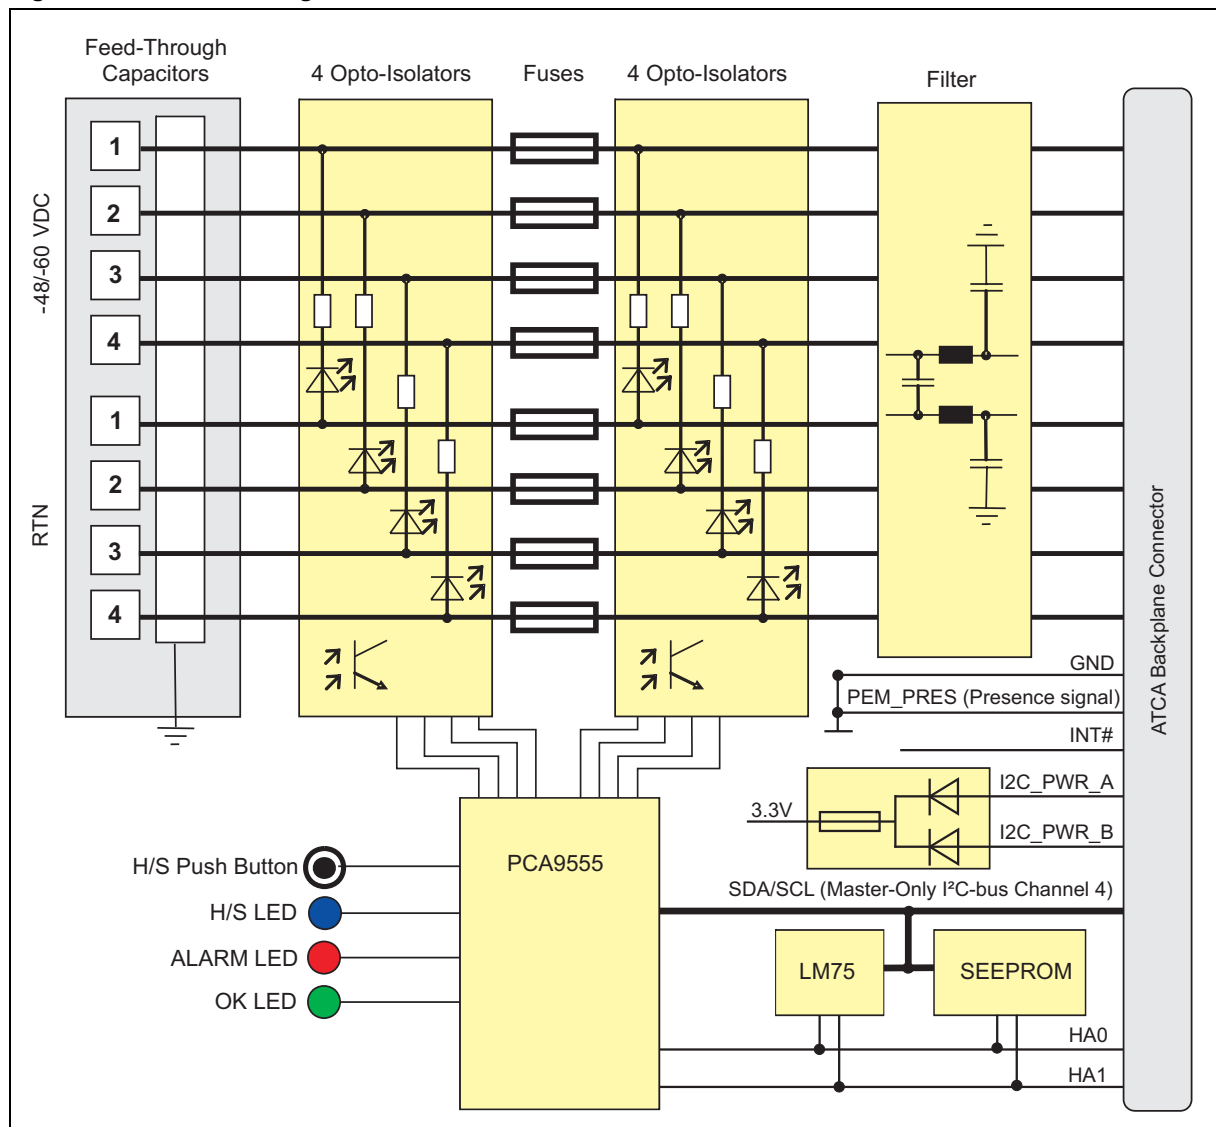 Feed-Through
Capacitors
4 Opto-Isolators
Fuses
4 Opto-Isolators
Filter
-48/-60 VDC
1
2
3
4
RTN
1
2
3
4
ATCA Backplane Connector
GND
PEM_PRES (Presence signal)
INT#
I2C_PWR_A
3.3V
I2C_PWR_B
H/S Push Button
PCA9555
SDA/SCL (Master-Only I²C-bus Channel 4)
H/S LED
ALARM LED
LM75
SEEPROM
OK LED
HA0
HA1